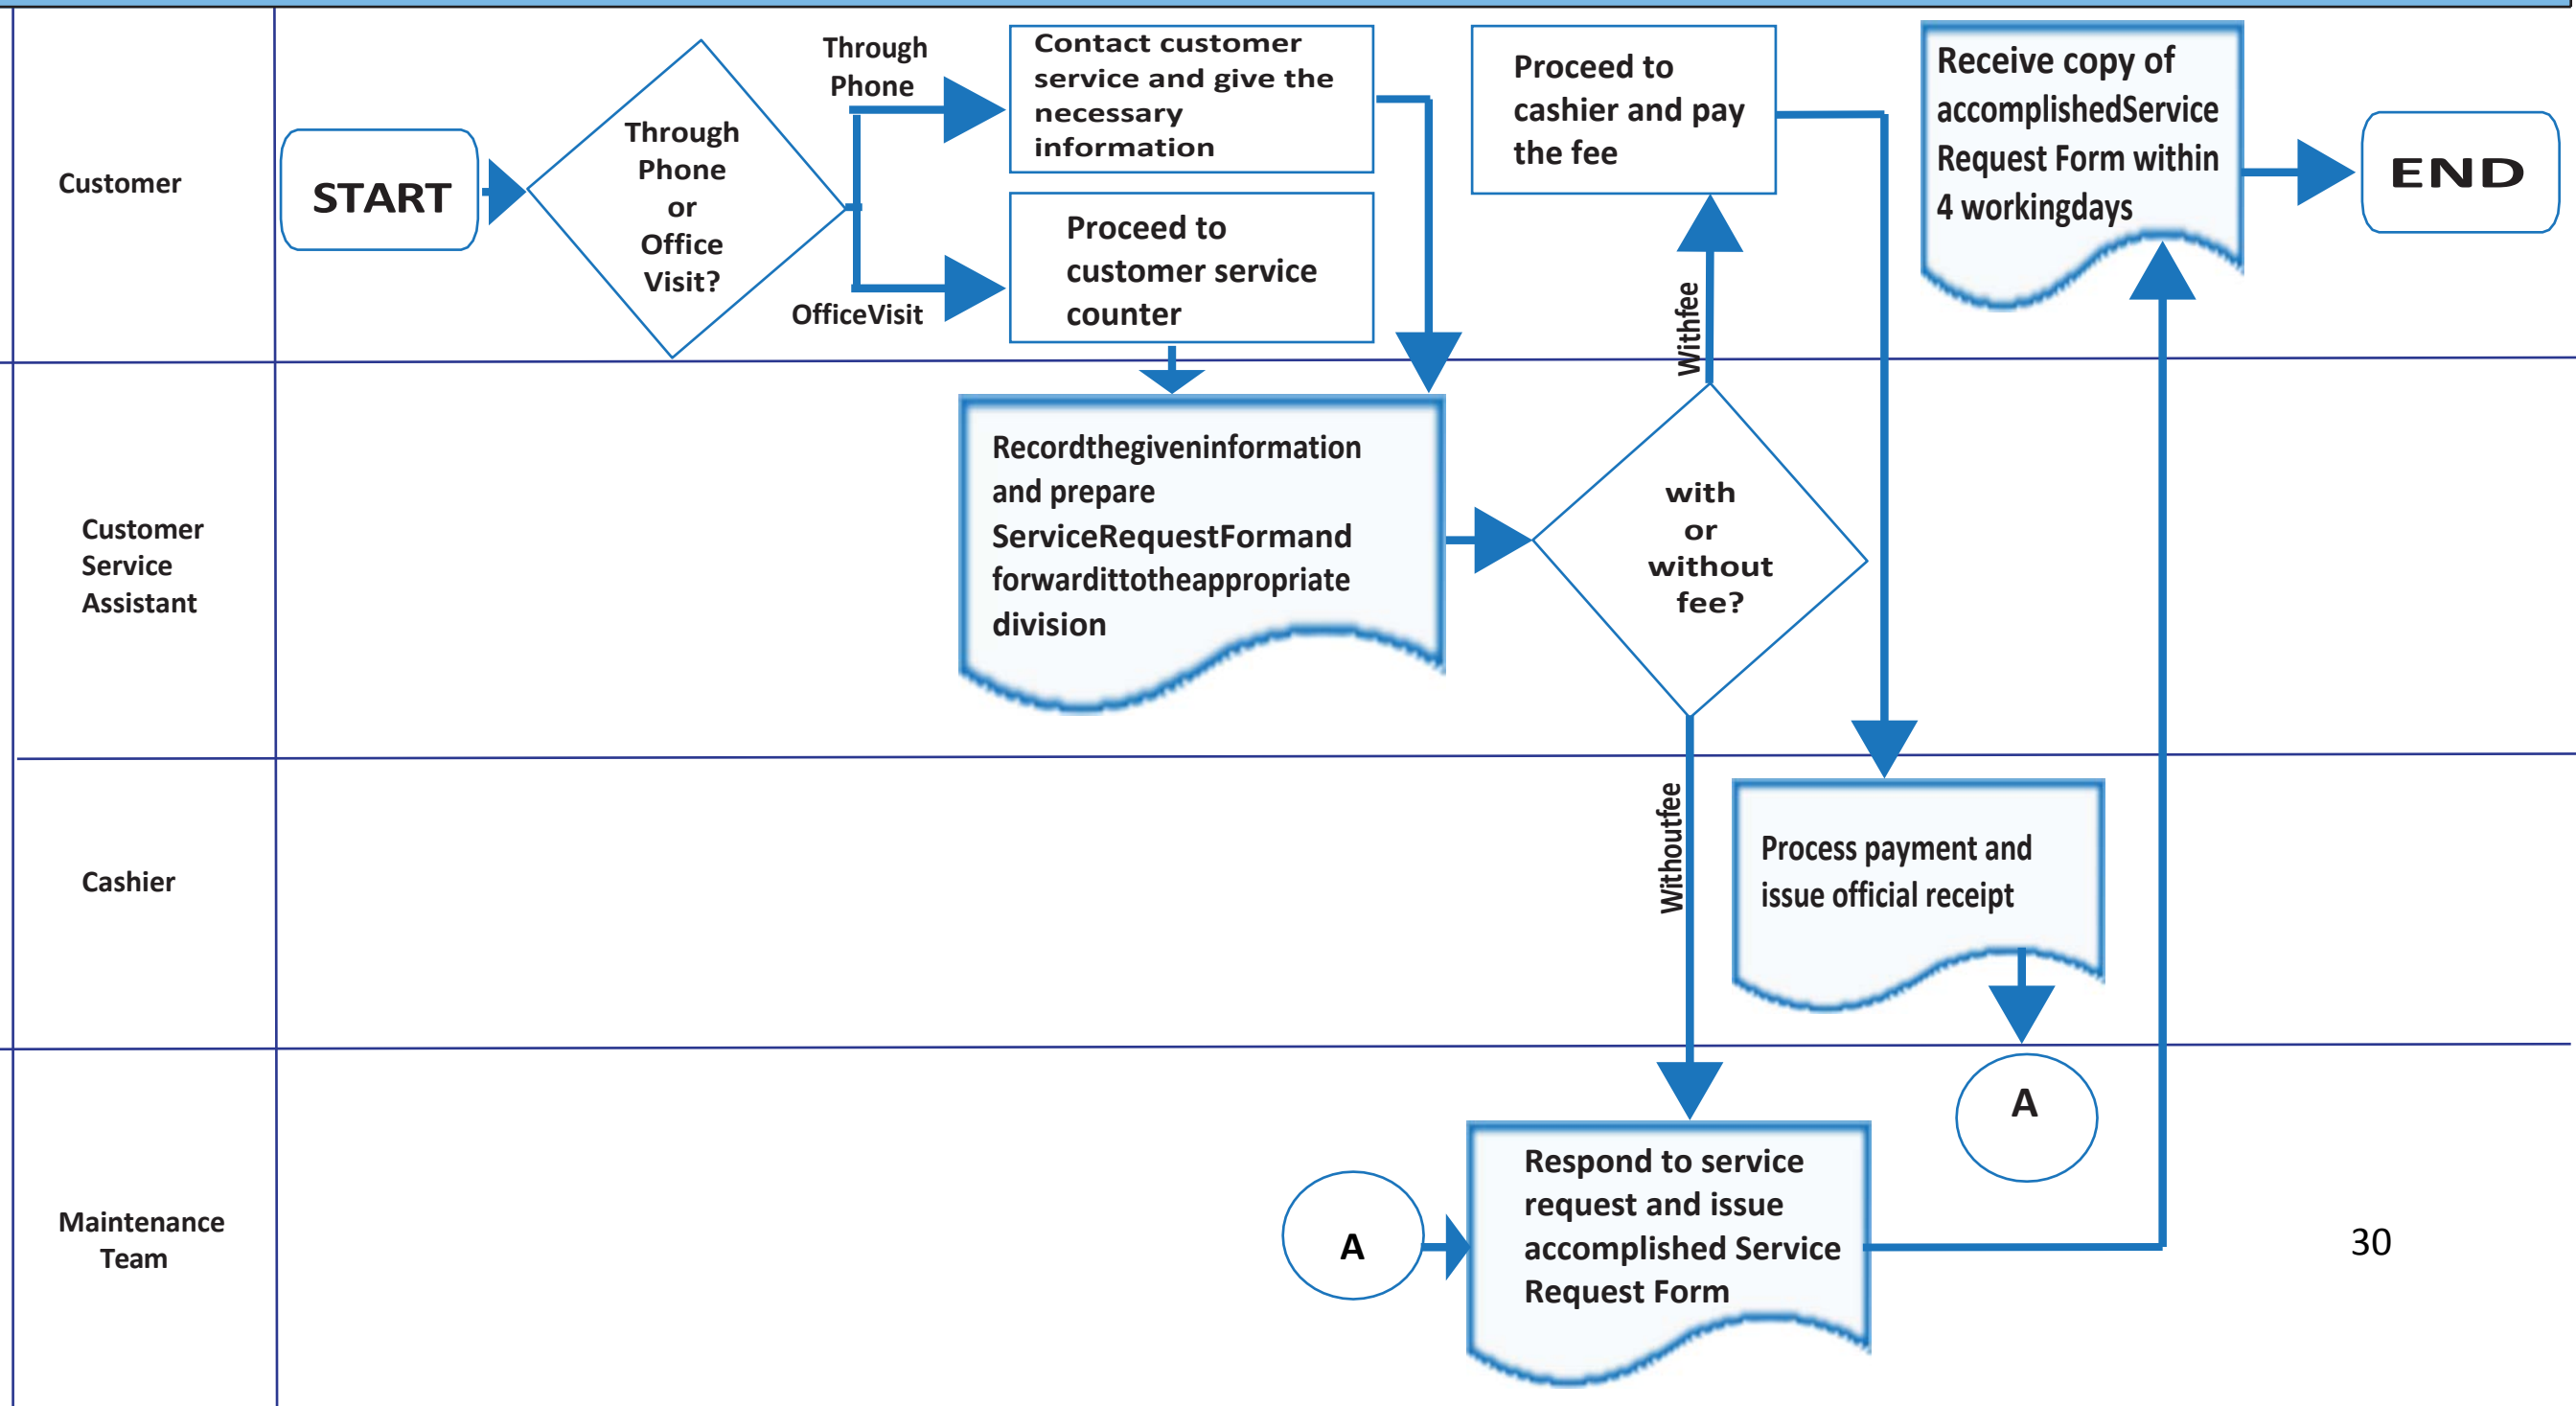 Customer
START
Through
Phone
or
Office
Visit?
Through
Phone
OfficeVisit
Contact customer
service and give the
necessary
information
Proceed to
customer service
counter
Proceed to
cashier and pay
the fee
Withfee
Receive copy of
accomplishedService
Request Form within
4 workingdays
END
Customer
Service
Assistant
Recordthegiveninformation
and prepare
ServiceRequestFormand
forwardittotheappropriate
division
with
or
without
fee?
Cashier
Withoutfee
Process payment and
issue official receipt
Maintenance
Team
A
Respond to service
request and issue
accomplished Service
Request Form
A
30